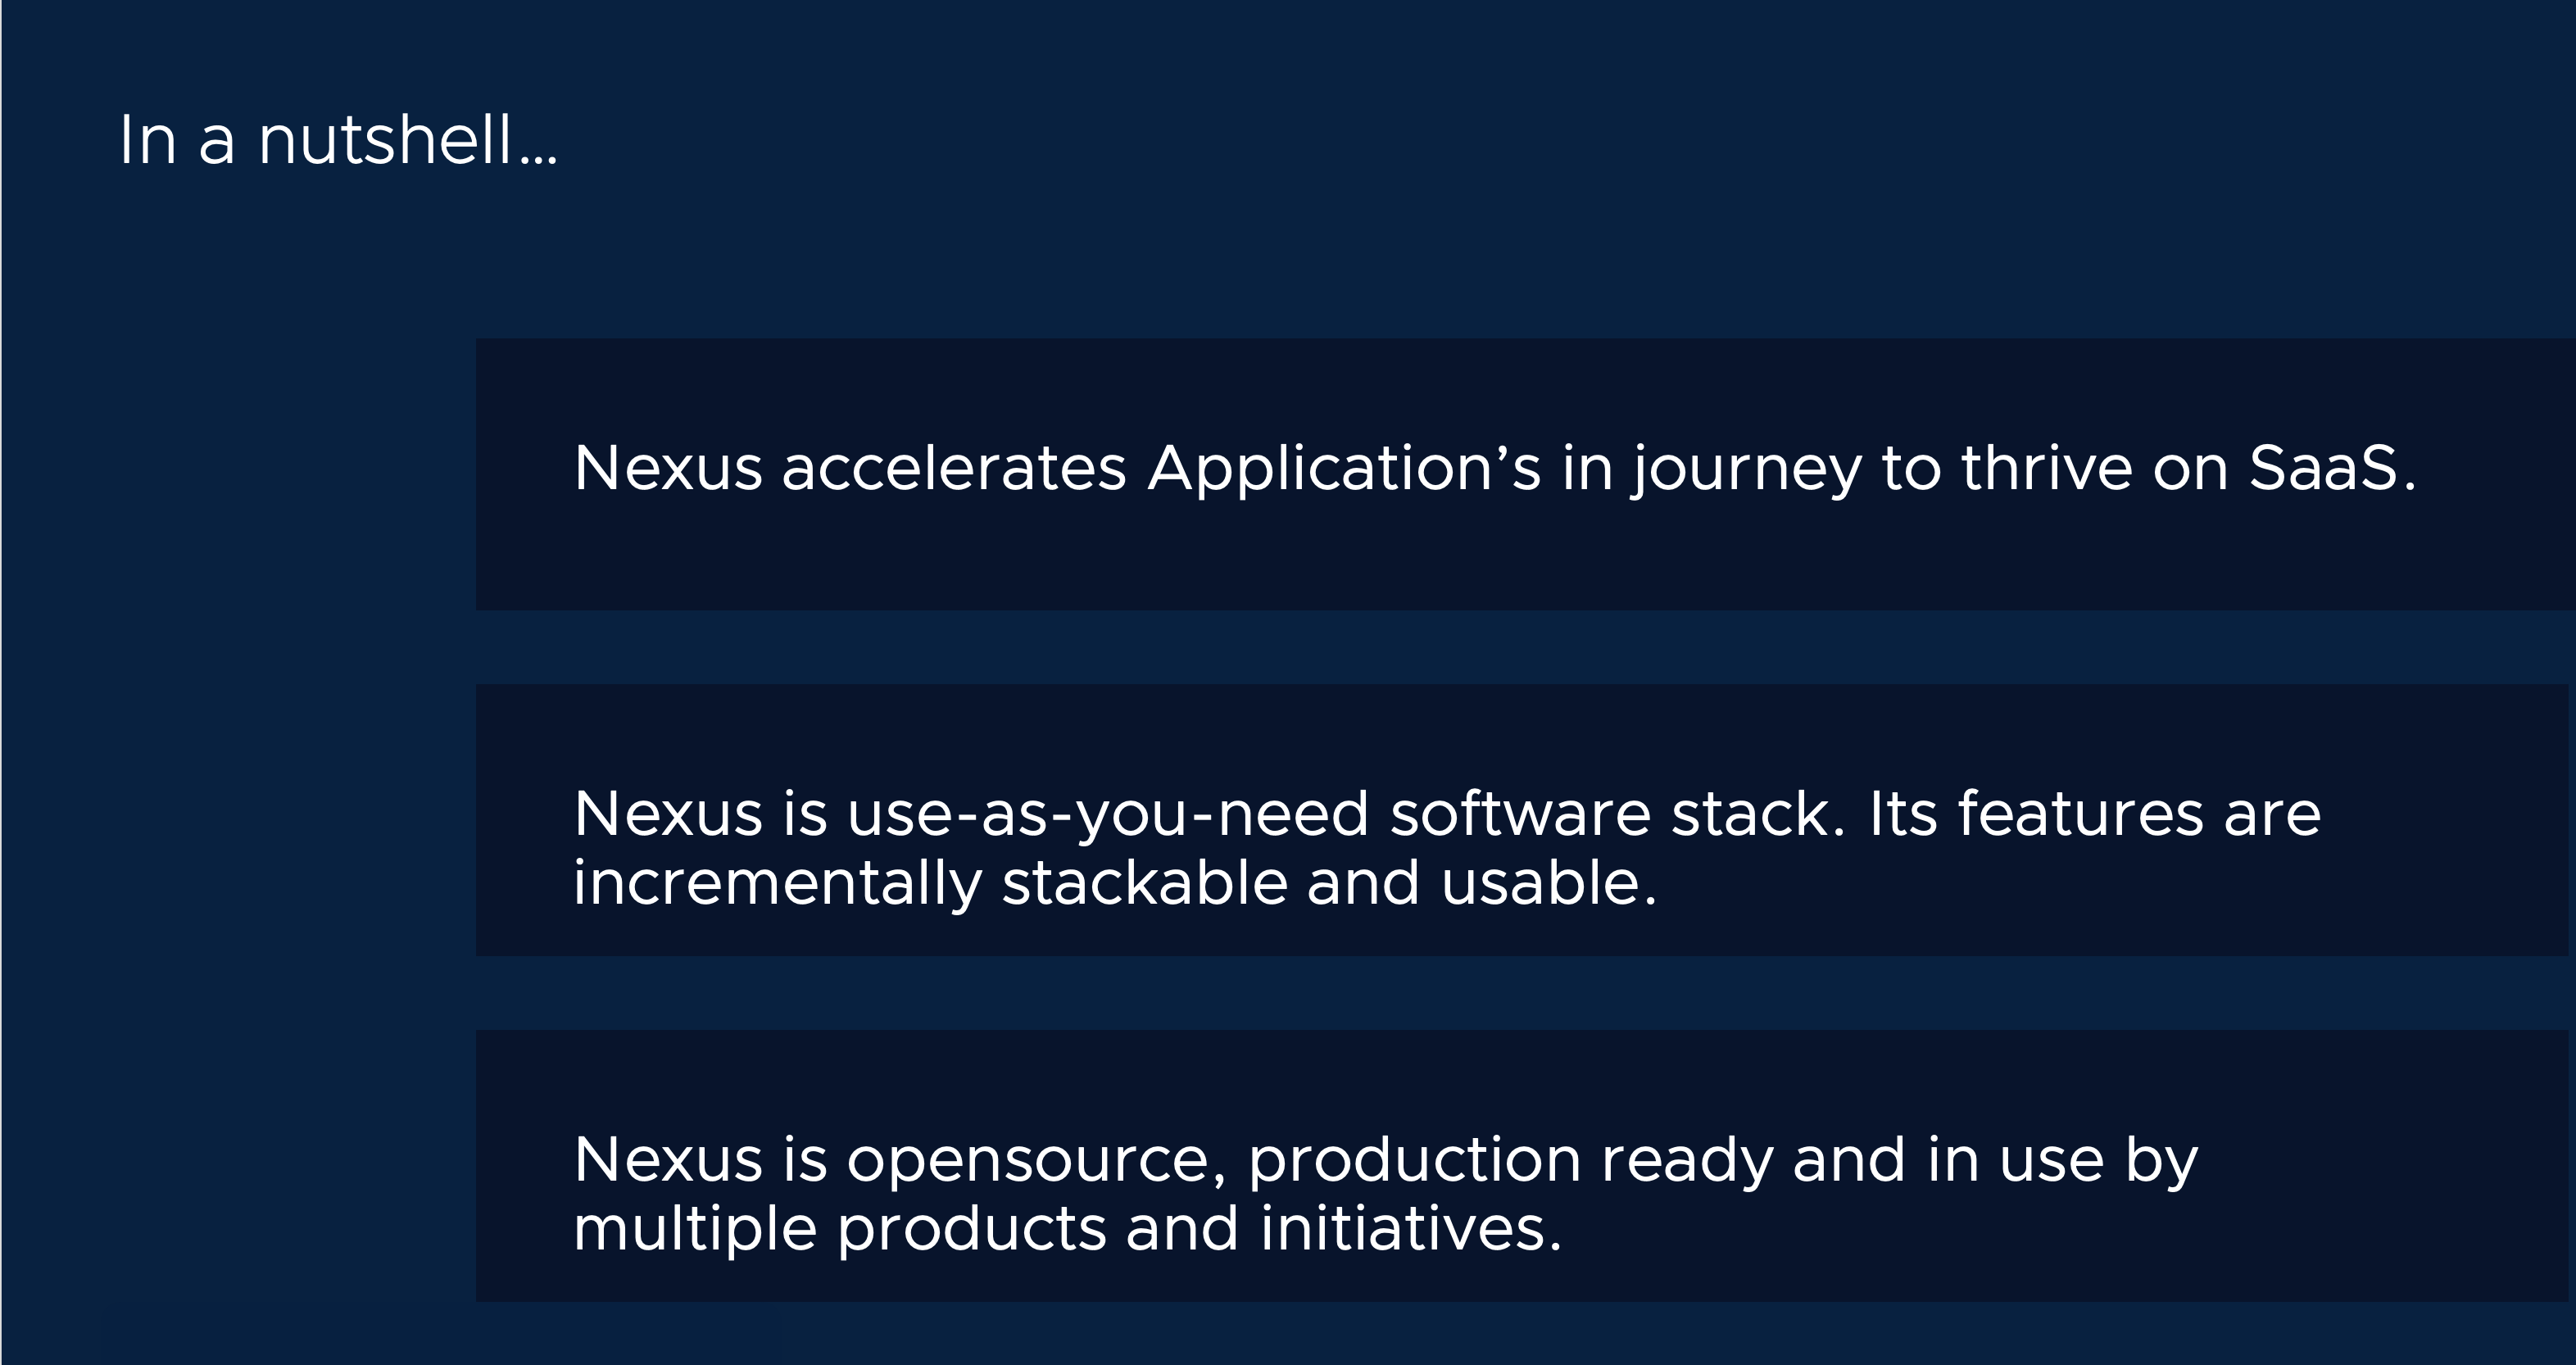 In a nutshell…
Nexus accelerates Application’s in journey to thrive on SaaS.
Nexus is use-as-you-need software stack. Its features are
incrementally stackable and usable.
Nexus is opensource, production ready and in use by
multiple products and initiatives.